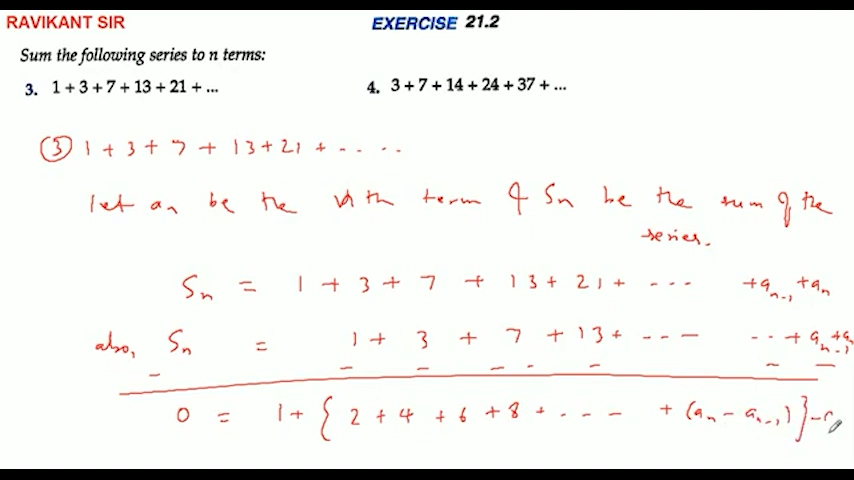 RAVIKANT SIR
EXERCISE 21.2
Sum the following series to n terms:
3. 1 + 3 + 7 + 13 + 21 + ...
4. 3 + 7 + 14 + 24 + 37 + ...
③ 1 + 3 + 7 + 13 + 21 + .....
let aₙ be the nth term & Sₙ be the sum of the
series.
Sₙ = 1 + 3 + 7 + 13 + 21 + ... + aₙ₋₁ + aₙ
also, Sₙ = 1 + 3 + 7 + 13 + ... .. + aₙ₋₁ + aₙ
0 = 1 + { 2 + 4 + 6 + 8 + .... + (aₙ - aₙ₋₁) } -